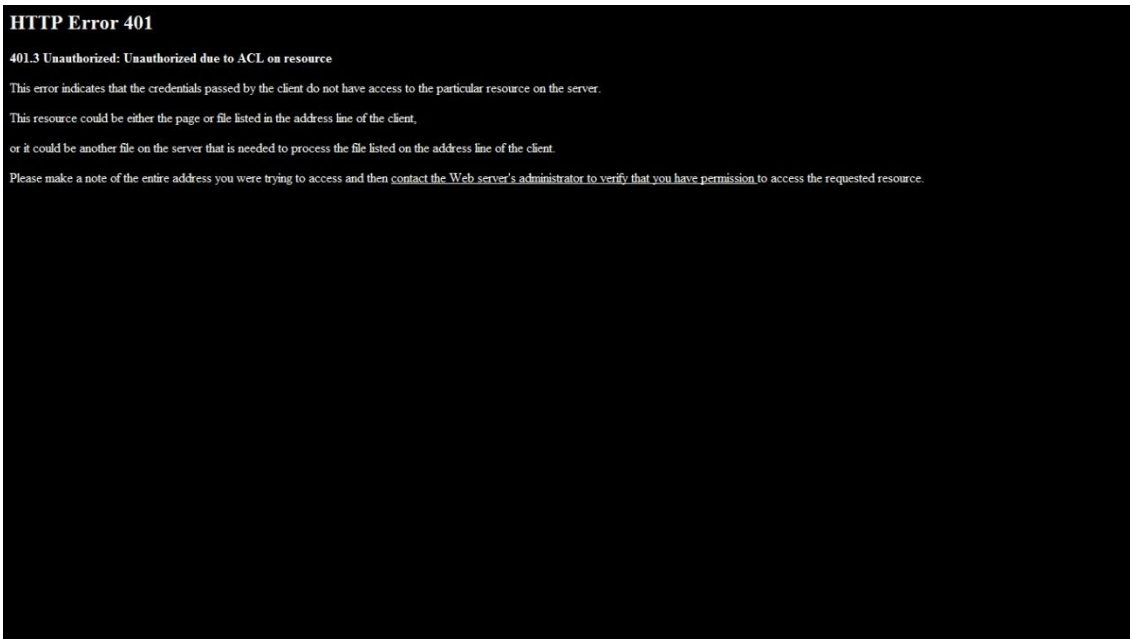 HTTP Error 401
401.3 Unauthorized: Unauthorized due to ACL on resource
This error indicates that the credentials passed by the client do not have access to the particular resource on the server.
This resource could be either the page or file listed in the address line of the client,
or it could be another file on the server that is needed to process the file listed on the address line of the client.
Please make a note of the entire address you were trying to access and then contact the Web server's administrator to verify that you have permission to access the requested resource.